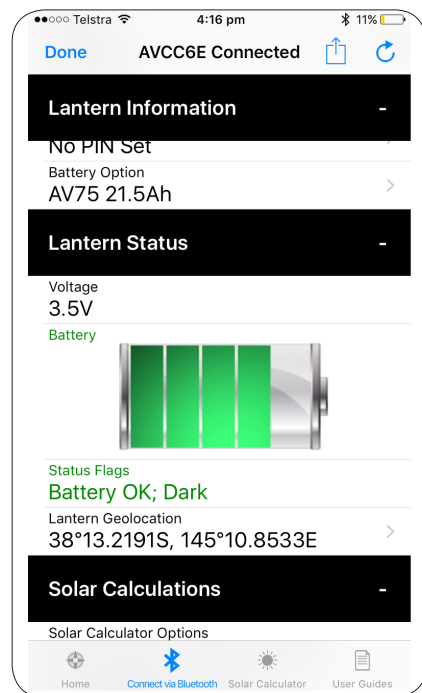 Telstra 4:16 pm 11%
Done AVCC6E Connected
Lantern Information -
No PIN Set
Battery Option
AV75 21.5Ah
Lantern Status -
Voltage
3.5V
Battery
Status Flags
Battery OK; Dark
Lantern Geolocation
38°13.2191S, 145°10.8533E
Solar Calculations -
Solar Calculator Options
Home Connect via Bluetooth Solar Calculator User Guides